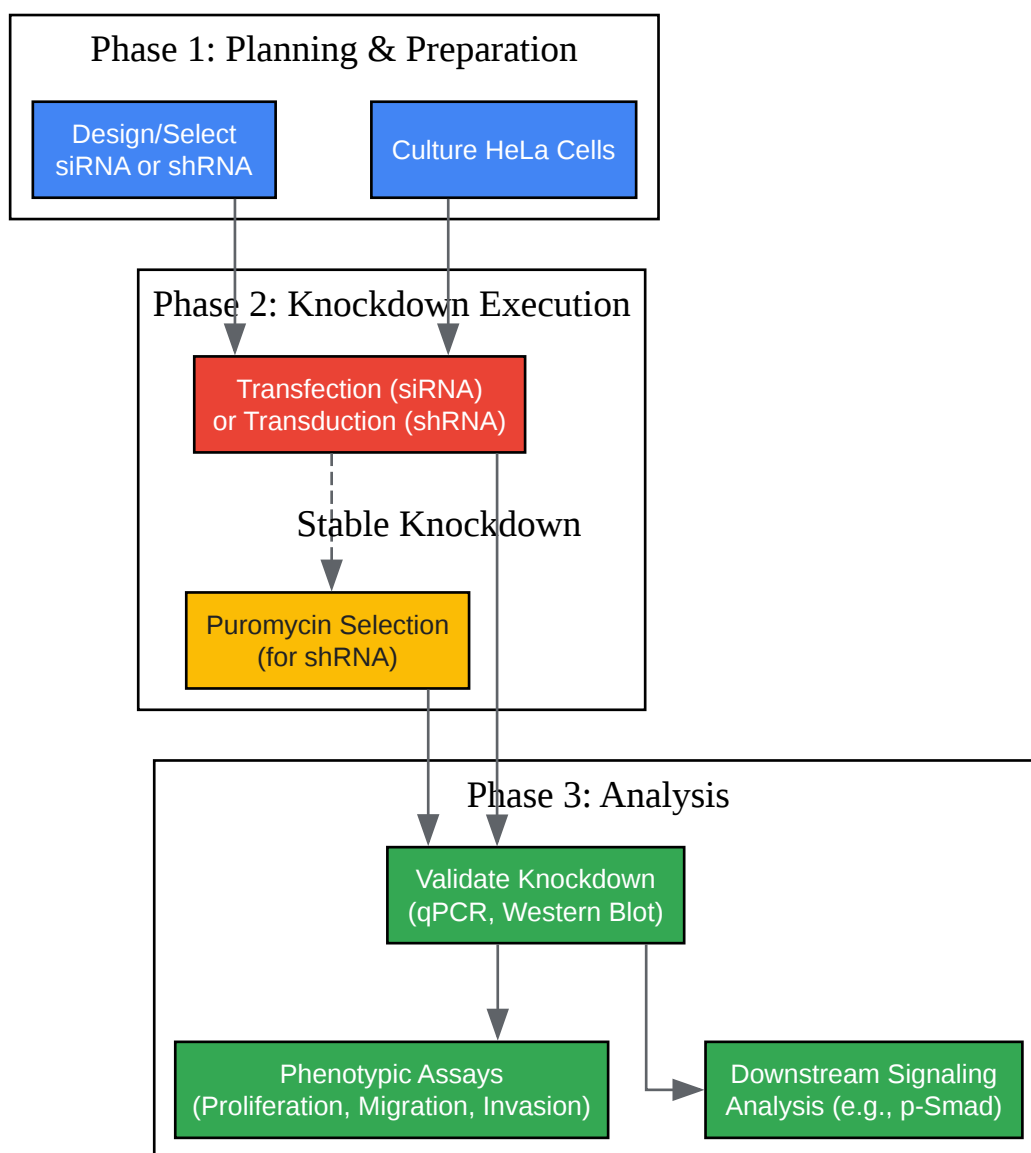 Phase 1: Planning & Preparation
Design/Select
siRNA or shRNA
Culture HeLa Cells
Phase 2: Knockdown Execution
Transfection (siRNA)
or Transduction (shRNA)
Stable Knockdown
Puromycin Selection
(for shRNA)
Phase 3: Analysis
Validate Knockdown
(qPCR, Western Blot)
Phenotypic Assays
(Proliferation, Migration, Invasion)
Downstream Signaling
Analysis (e.g., p-Smad)